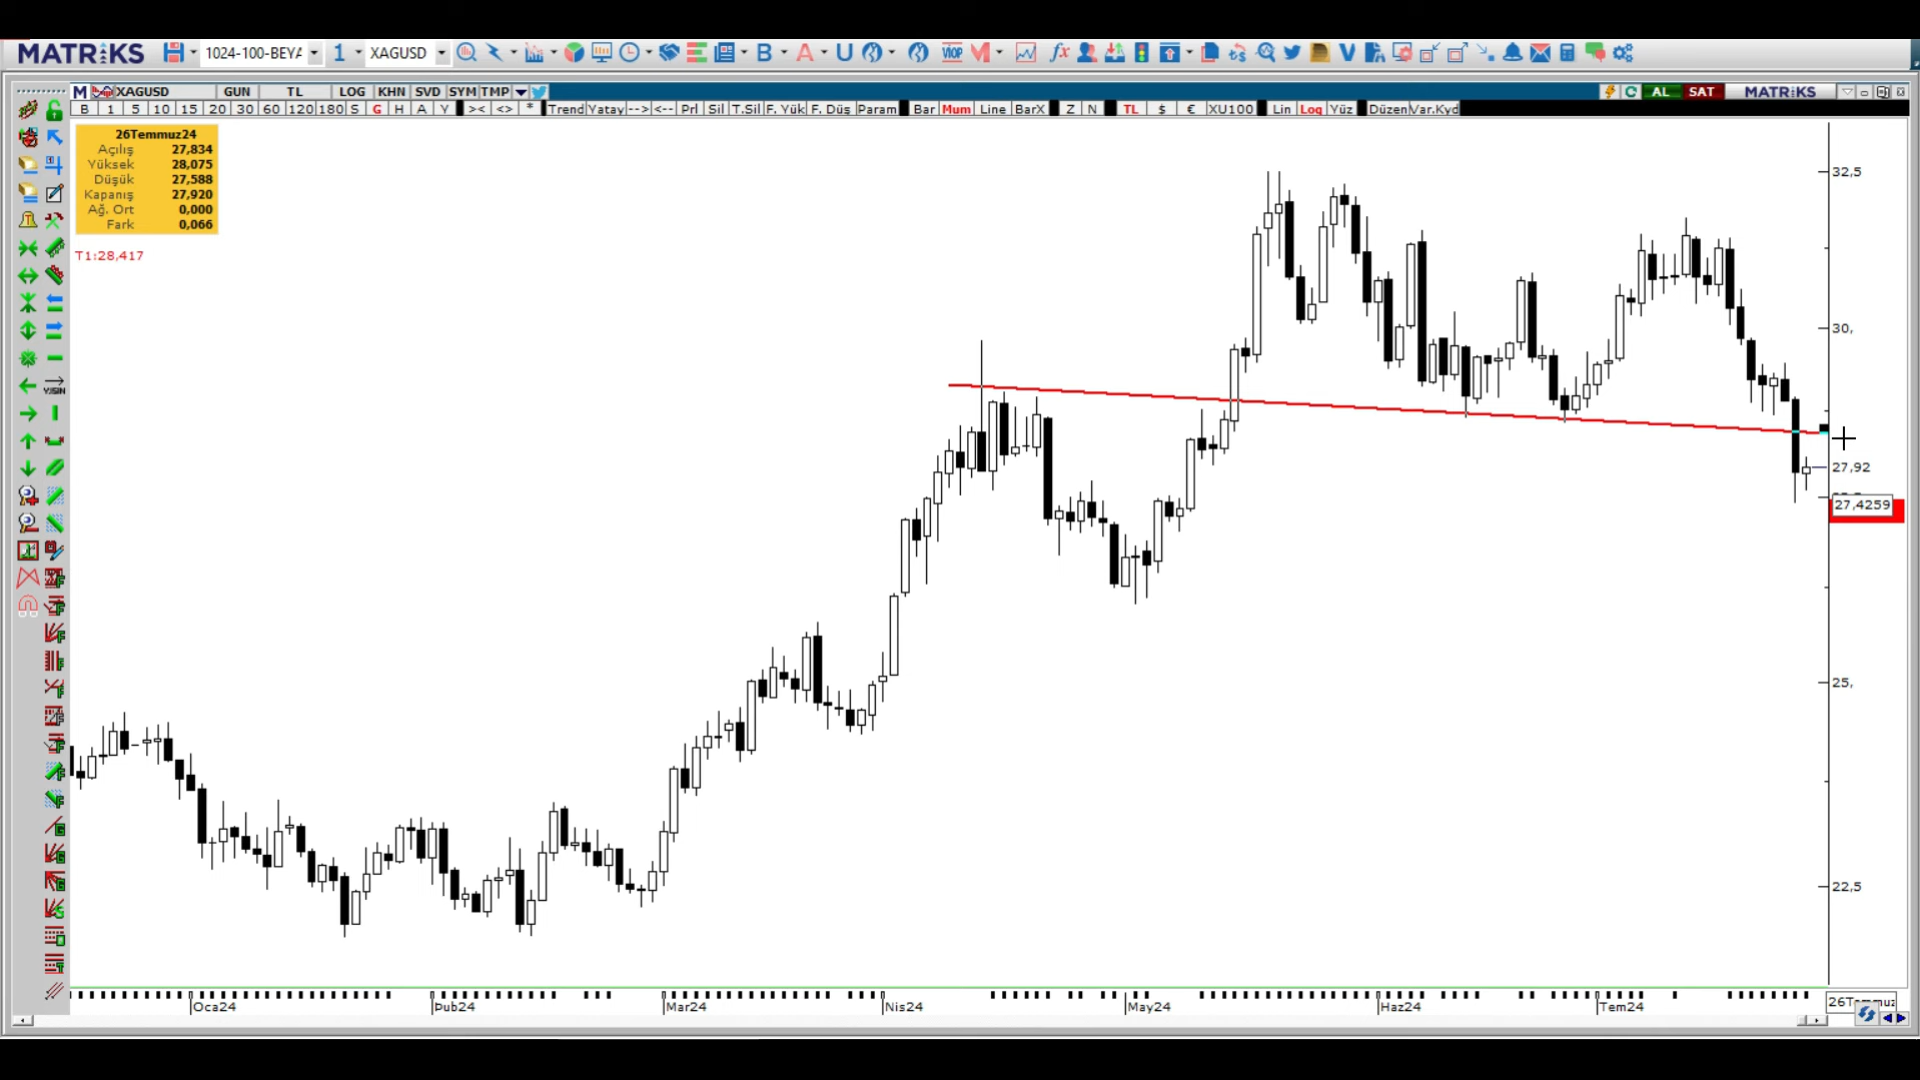 MATRIKS 1024-100-BEYA 1 XAGUSD B A U VIOP M fx V
M XAGUSD GUN TL LOG KHN SVD SYM TMP AL SAT MATRIKS
B 1 5 10 15 20 30 60 120 180 S G H A Y >< <> * Trend Yatay --> <-- Prl Sil T.Sil F. Yük F. Düş Param Bar Mum Line BarX Z N TL $ € XU100 Lin Log Yüz Düzen Var.Kyd
26Temmuz24
Açılış 27,834
Yüksek 28,075
Düşük 27,588
Kapanış 27,920
Ağ. Ort 0,000
Fark 0,066
T1:28,417
32,5
30,
27,92
27,4259
25,
22,5
Oca24 Þub24 Mar24 Nis24 May24 Haz24 Tem24 26Temmuz